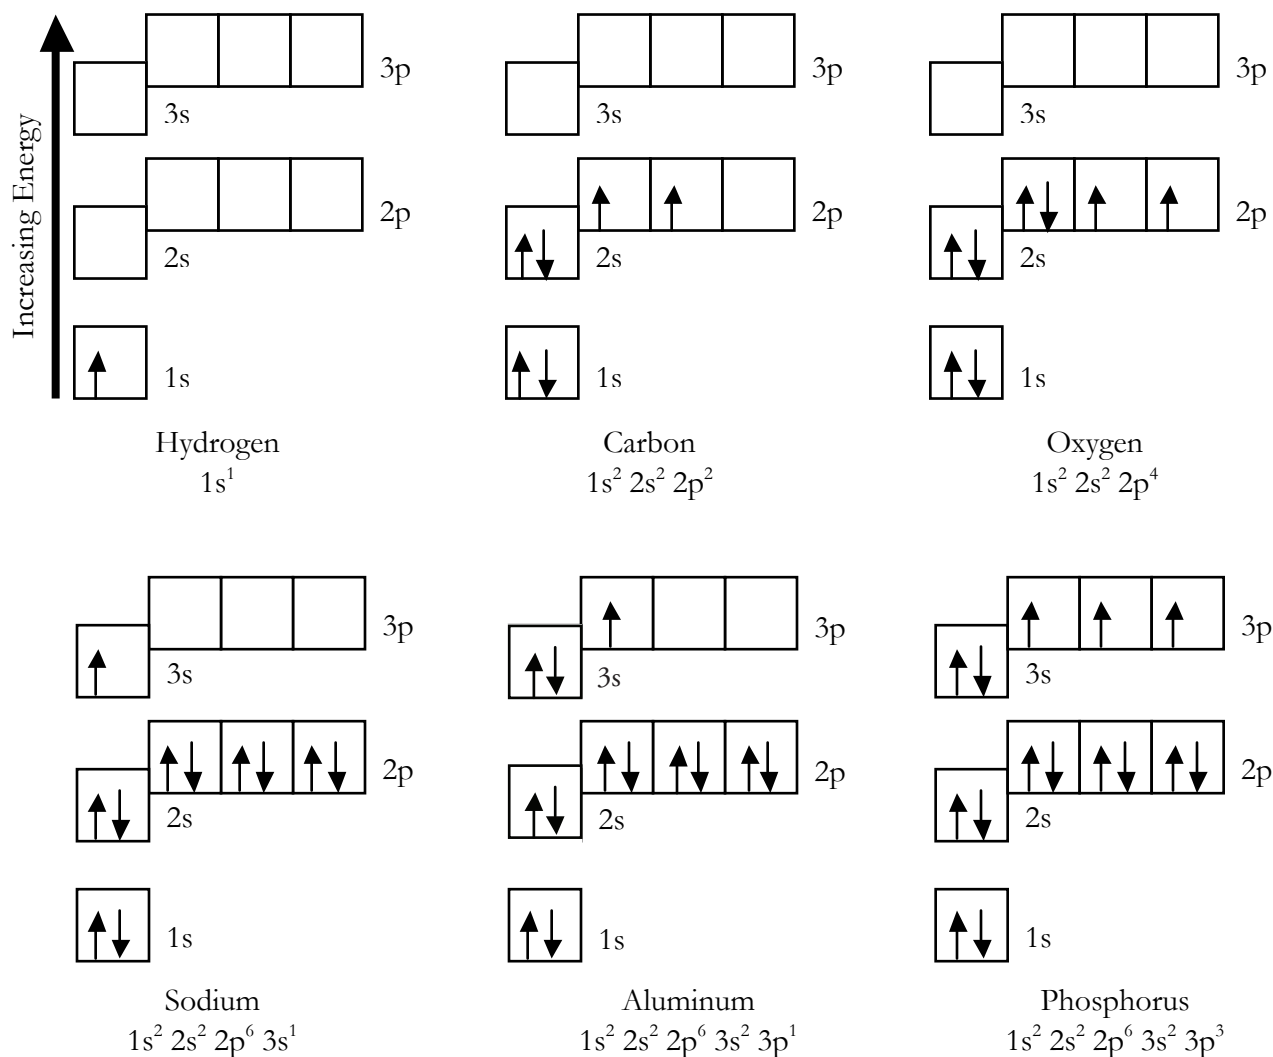 Increasing Energy
3p
3s
2p
2s
1s
Hydrogen
1s¹
3p
3s
2p
2s
1s
Carbon
1s² 2s² 2p²
3p
3s
2p
2s
1s
Oxygen
1s² 2s² 2p⁴
3p
3s
2p
2s
1s
Sodium
1s² 2s² 2p⁶ 3s¹
3p
3s
2p
2s
1s
Aluminum
1s² 2s² 2p⁶ 3s² 3p¹
3p
3s
2p
2s
1s
Phosphorus
1s² 2s² 2p⁶ 3s² 3p³